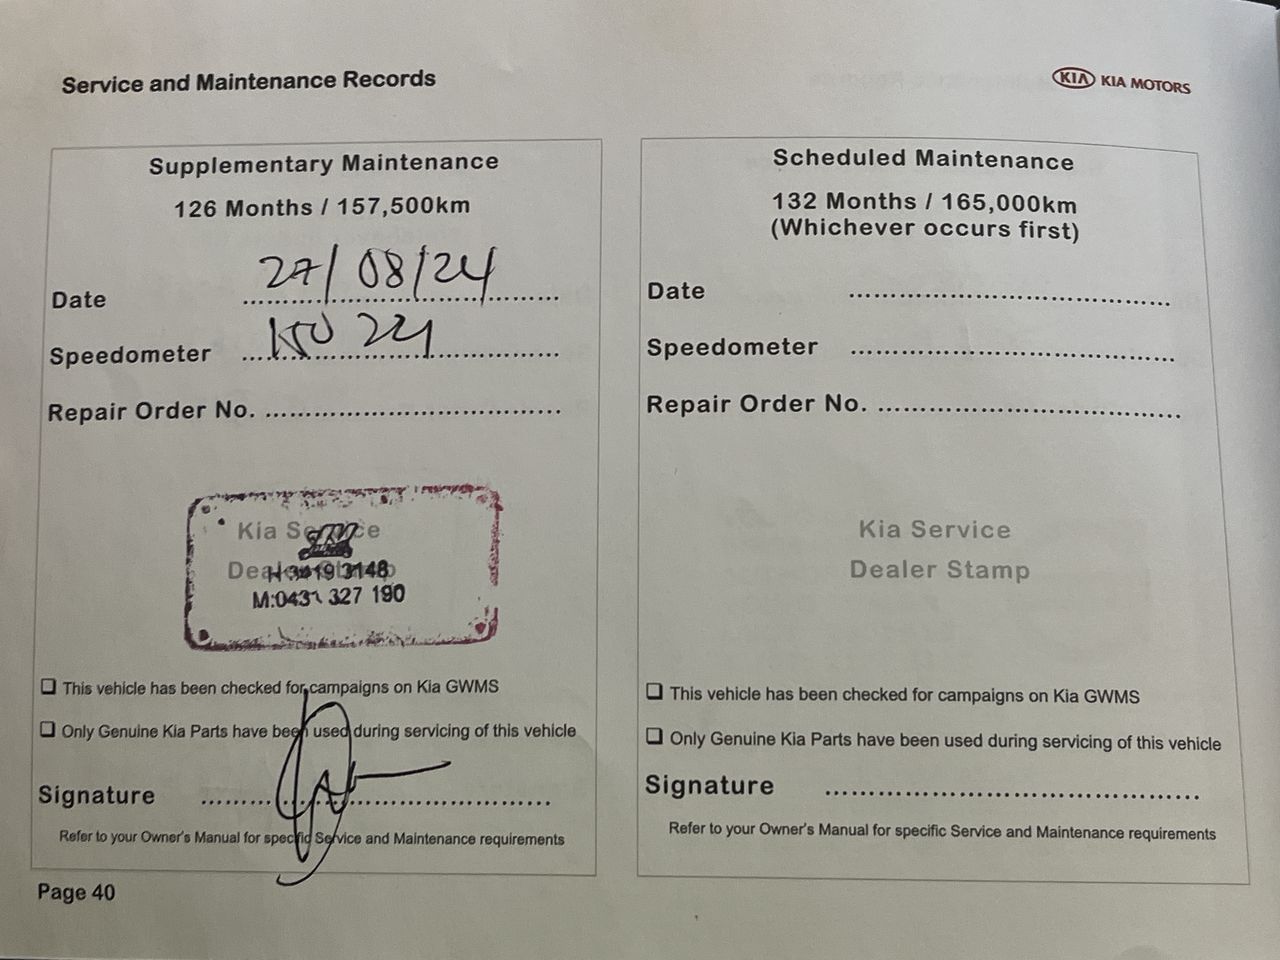 Service and Maintenance Records
KIA KIA MOTORS
Supplementary Maintenance
126 Months / 157,500km
27/08/24
Date ..........................................
Speedometer ..........................................
Repair Order No. ......................................
Kia Service
Dealer Stamp
M:0431 327 190
❑ This vehicle has been checked for campaigns on Kia GWMS
❑ Only Genuine Kia Parts have been used during servicing of this vehicle
Signature ..........................................
Refer to your Owner's Manual for specific Service and Maintenance requirements
Page 40
Scheduled Maintenance
132 Months / 165,000km
(Whichever occurs first)
Date ..........................................
Speedometer ..........................................
Repair Order No. ......................................
Kia Service
Dealer Stamp
❑ This vehicle has been checked for campaigns on Kia GWMS
❑ Only Genuine Kia Parts have been used during servicing of this vehicle
Signature ..........................................
Refer to your Owner's Manual for specific Service and Maintenance requirements